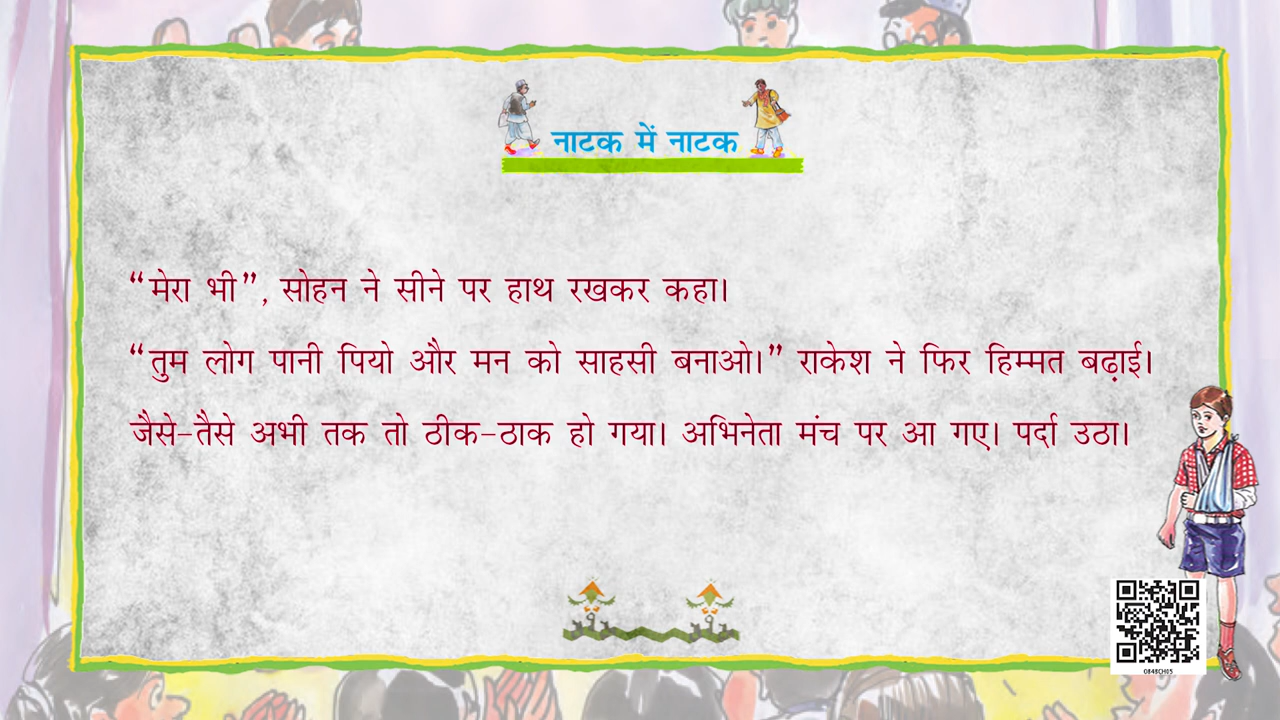 नाटक में नाटक
“मेरा भी”, सोहन ने सीने पर हाथ रखकर कहा।
“तुम लोग पानी पियो और मन को साहसी बनाओ।” राकेश ने फिर हिम्मत बढ़ाई।
जैसे-तैसे अभी तक तो ठीक-ठाक हो गया। अभिनेता मंच पर आ गए। पर्दा उठा।
0848CH05